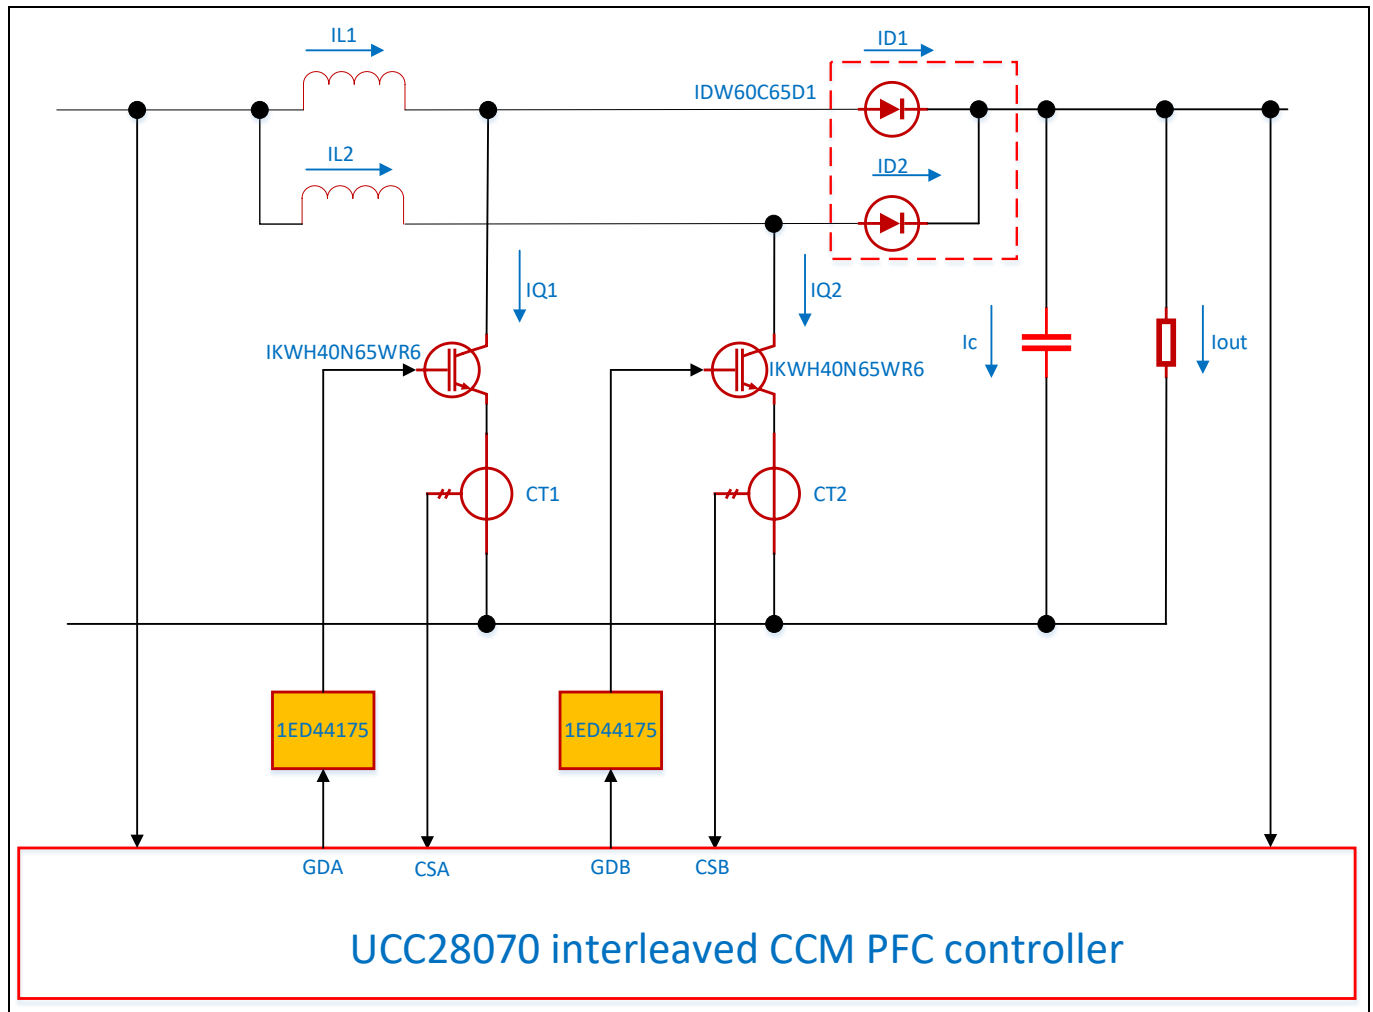 IL1
ID1
IDW60C65D1
IL2
ID2
IQ1
IQ2
Ic
Iout
IKWH40N65WR6
IKWH40N65WR6
CT1
CT2
1ED44175
1ED44175
GDA
CSA
GDB
CSB
UCC28070 interleaved CCM PFC controller